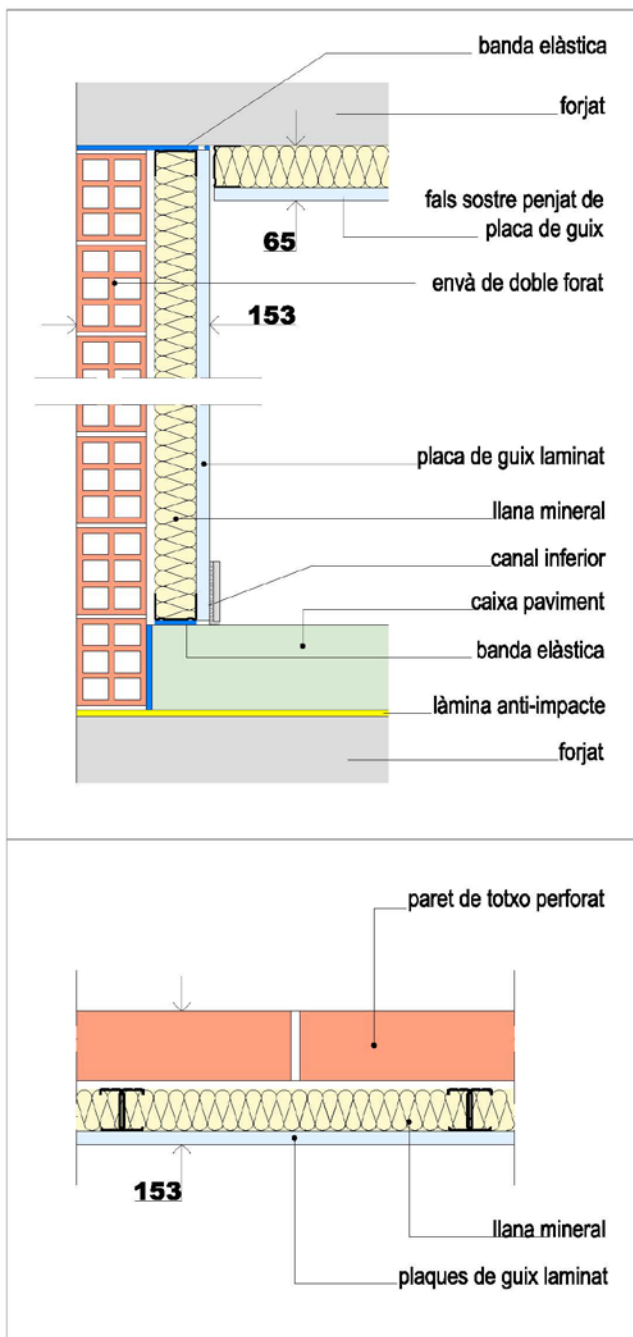 banda elàstica
forjat
fals sostre penjat de
placa de guix
65
envà de doble forat
153
placa de guix laminat
llana mineral
canal inferior
caixa paviment
banda elàstica
làmina anti-impacte
forjat
paret de totxo perforat
153
llana mineral
plaques de guix laminat